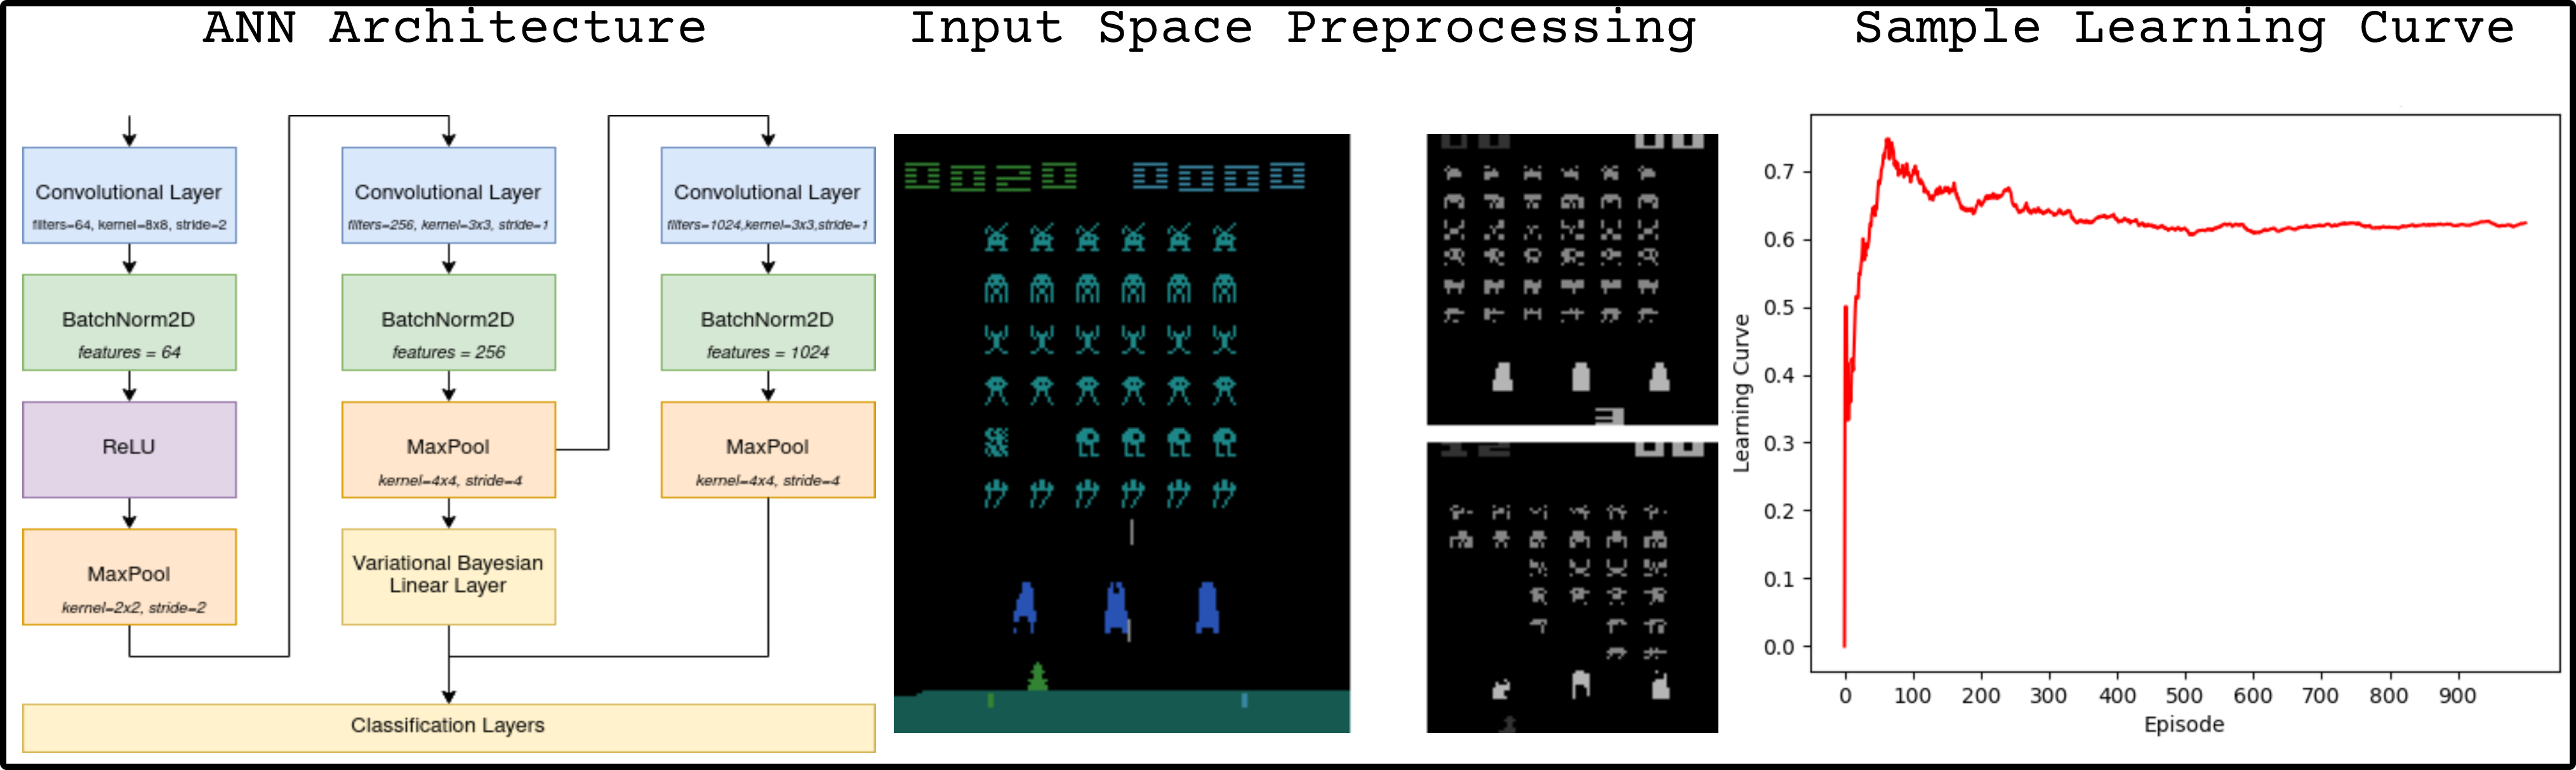 ANN Architecture
Convolutional Layer
filters=64, kernel=8x8, stride=2
BatchNorm2D
features = 64
ReLU
MaxPool
kernel=2x2, stride=2
Convolutional Layer
filters=256, kernel=3x3, stride=1
BatchNorm2D
features = 256
MaxPool
kernel=4x4, stride=4
Variational Bayesian
Linear Layer
Convolutional Layer
filters=1024,kernel=3x3,stride=1
BatchNorm2D
features = 1024
MaxPool
kernel=4x4, stride=4
Classification Layers
Input Space Preprocessing
0020 0000
Sample Learning Curve
Learning Curve
0.7
0.6
0.5
0.4
0.3
0.2
0.1
0.0
0 100 200 300 400 500 600 700 800 900
Episode